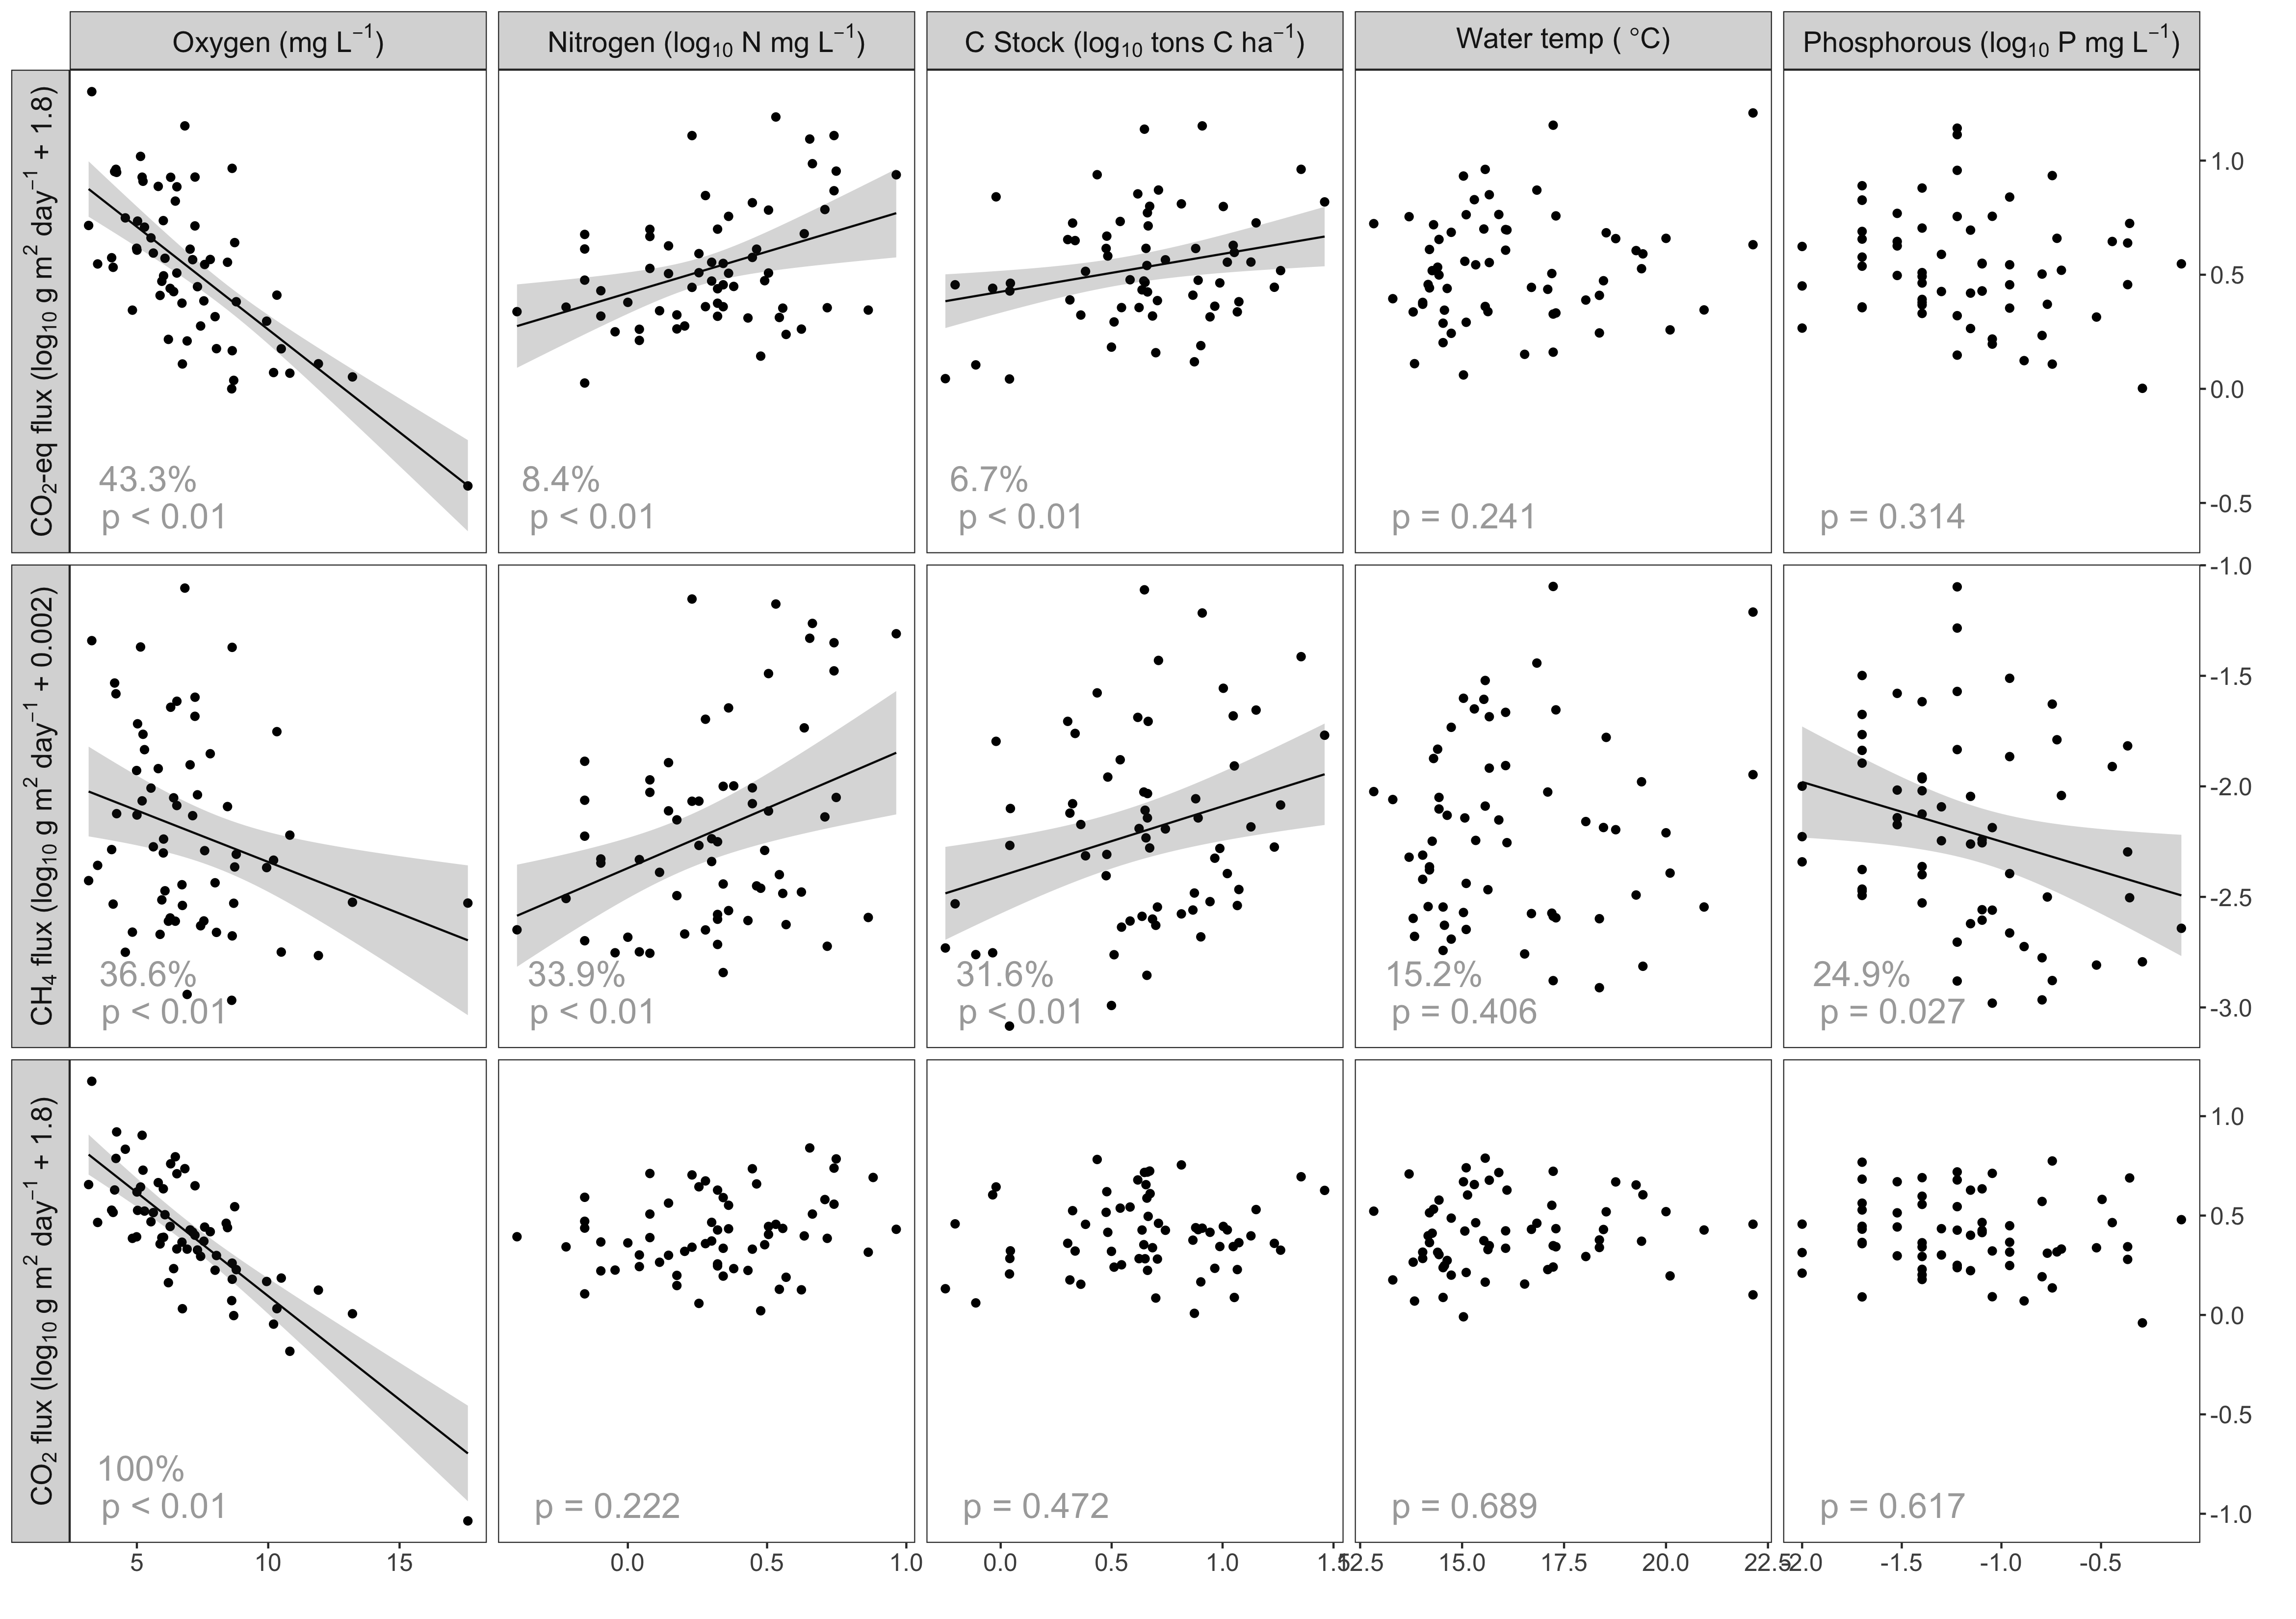 Oxygen (mg L⁻¹)
Nitrogen (log₁₀ N mg L⁻¹)
C Stock (log₁₀ tons C ha⁻¹)
Water temp ( °C)
Phosphorous (log₁₀ P mg L⁻¹)
CO₂-eq flux (log₁₀ g m² day⁻¹ + 1.8)
43.3%
p < 0.01
8.4%
p < 0.01
6.7%
p < 0.01
p = 0.241
p = 0.314
1.0
0.5
0.0
-0.5
CH₄ flux (log₁₀ g m² day⁻¹ + 0.002)
36.6%
p < 0.01
33.9%
p < 0.01
31.6%
p < 0.01
15.2%
p = 0.406
24.9%
p = 0.027
-1.0
-1.5
-2.0
-2.5
-3.0
CO₂ flux (log₁₀ g m² day⁻¹ + 1.8)
100%
p < 0.01
p = 0.222
p = 0.472
p = 0.689
p = 0.617
1.0
0.5
0.0
-0.5
-1.0
5 10 15
0.0 0.5 1.0
0.0 0.5 1.0 1.5
12.5 15.0 17.5 20.0 22.5
-2.0 -1.5 -1.0 -0.5